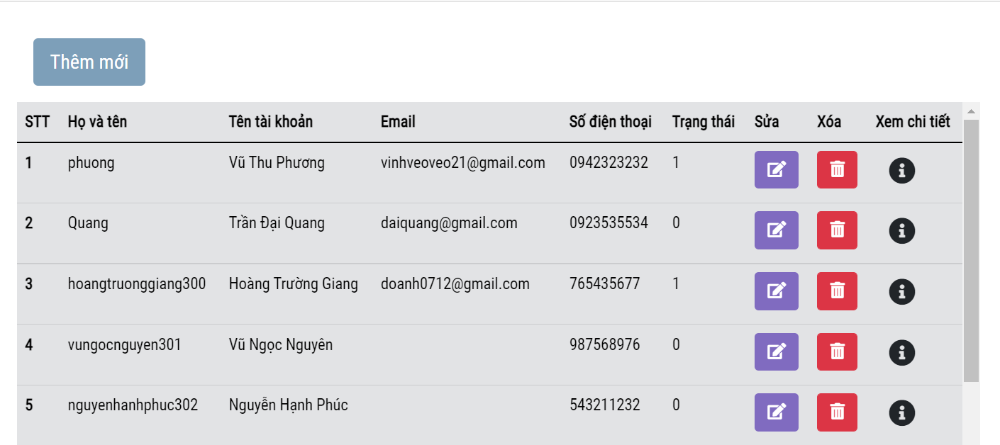 Thêm mới
STT Họ và tên Tên tài khoản Email Số điện thoại Trạng thái Sửa Xóa Xem chi tiết
1 phuong Vũ Thu Phương vinhveoveo21@gmail.com 0942323232 1
2 Quang Trần Đại Quang daiquang@gmail.com 0923535534 0
3 hoangtruonggiang300 Hoàng Trường Giang doanh0712@gmail.com 765435677 1
4 vungocnguyen301 Vũ Ngọc Nguyên 987568976 0
5 nguyenhanhphuc302 Nguyễn Hạnh Phúc 543211232 0